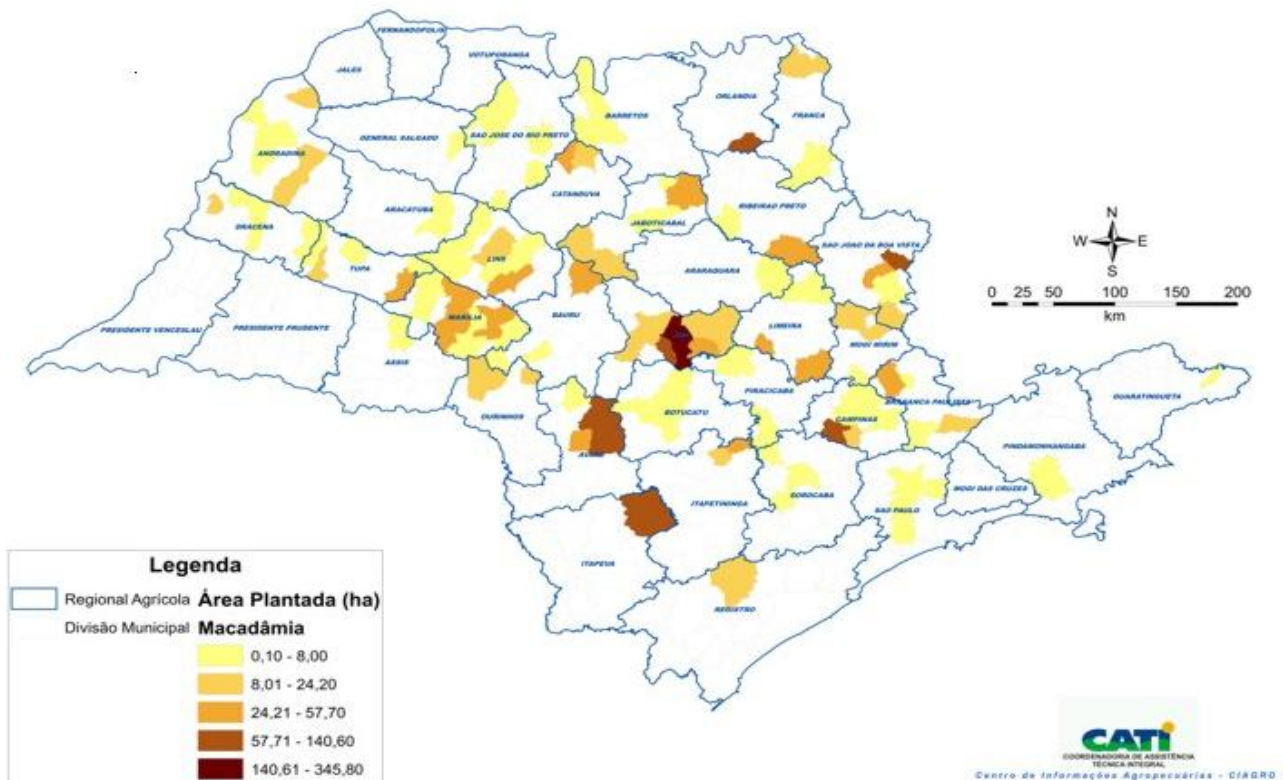 FERNANDOPOLIS
VOTUPORANGA
JALES
ORLANDIA
BARRETOS
FRANCA
GENERAL SALGADO
SAO JOSE DO RIO PRETO
ANDRADINA
CATANDUVA
ARACATUBA
RIBEIRAO PRETO
JABOTICABAL
DRACENA
SAO JOAO DA BOA VISTA
LINS
TUPA
ARARAQUARA
N
W E
S
0 25 50 100 150 200
km
MARILIA
BAURU
PRESIDENTE VENCESLAU
PRESIDENTE PRUDENTE
LIMEIRA
MOGI MIRIM
ASSIS
PIRACICABA
GUARATINGUETA
OURINHOS
BOTUCATU
BRAGANCA PAULISTA
CAMPINAS
PINDAMONHANGABA
MOGI DAS CRUZES
ITAPETININGA
SOROCABA
SAO PAULO
ITAPEVA
REGISTRO
Legenda
Regional Agrícola Área Plantada (ha)
Divisão Municipal Macadâmia
0,10 - 8,00
8,01 - 24,20
24,21 - 57,70
57,71 - 140,60
140,61 - 345,80
CATI
COORDENADORIA DE ASSISTÊNCIA
TÉCNICA INTEGRAL
Centro de Informações Agropecuárias - CIAGRO